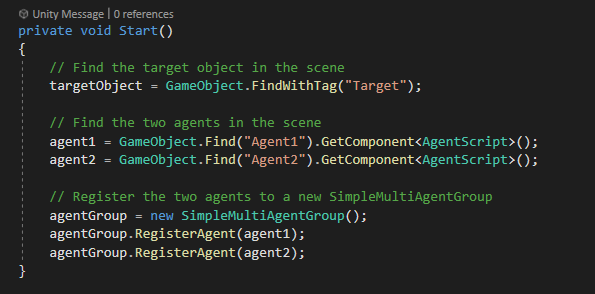 Unity Message | 0 references
private void Start()
{
// Find the target object in the scene
targetObject = GameObject.FindWithTag("Target");
// Find the two agents in the scene
agent1 = GameObject.Find("Agent1").GetComponent<AgentScript>();
agent2 = GameObject.Find("Agent2").GetComponent<AgentScript>();
// Register the two agents to a new SimpleMultiAgentGroup
agentGroup = new SimpleMultiAgentGroup();
agentGroup.RegisterAgent(agent1);
agentGroup.RegisterAgent(agent2);
}